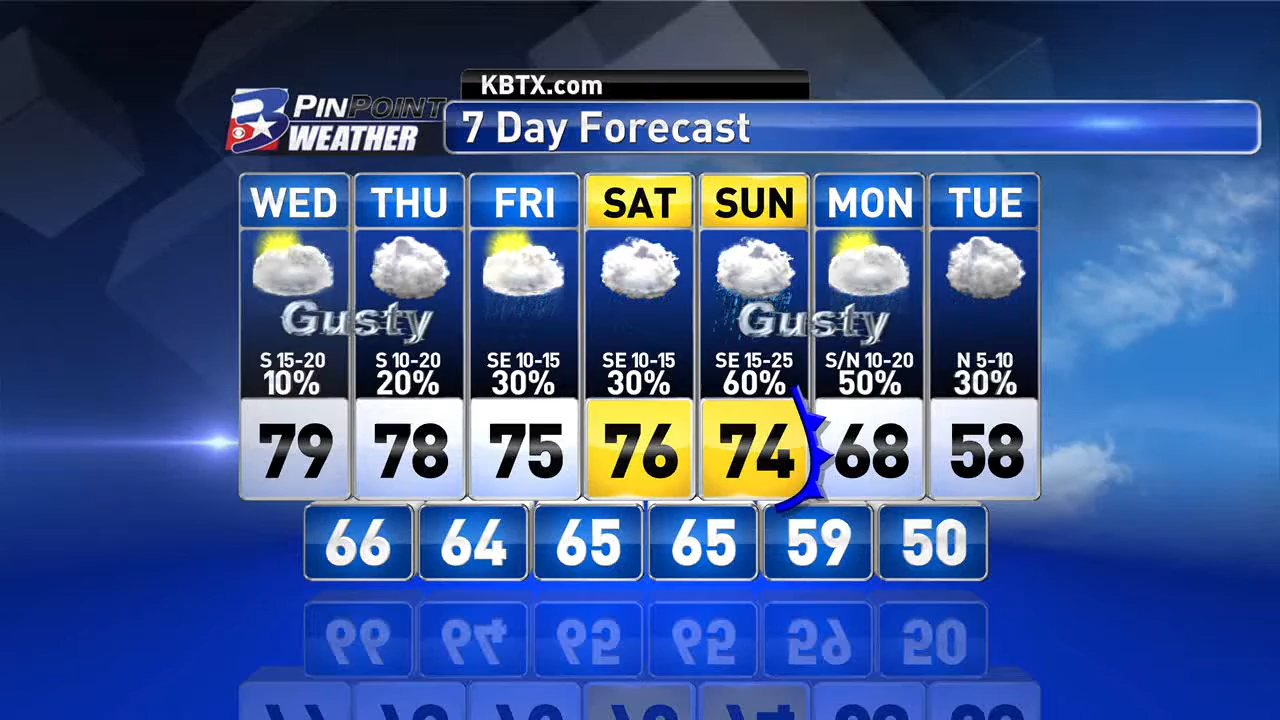 KBTX.com
3 PINPOINT
WEATHER
7 Day Forecast
WED THU FRI SAT SUN MON TUE
Gusty Gusty
S 15-20 S 10-20 SE 10-15 SE 10-15 SE 15-25 S/N 10-20 N 5-10
10% 20% 30% 30% 60% 50% 30%
79 78 75 76 74 68 58
66 64 65 65 59 50